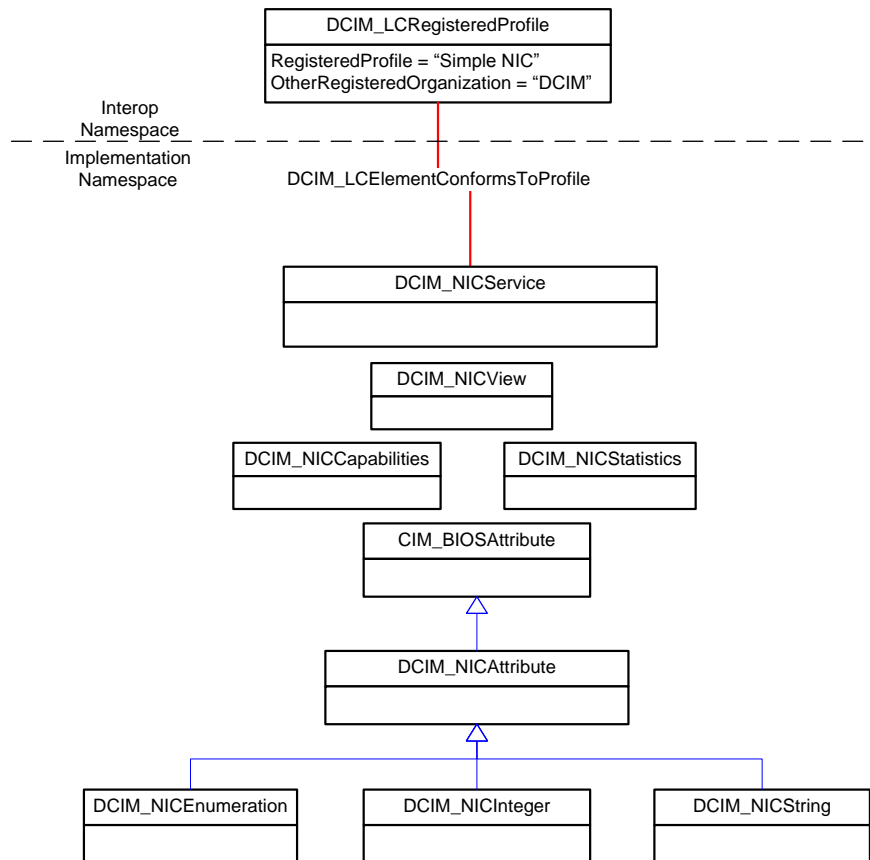 DCIM_LCRegisteredProfile
RegisteredProfile = “Simple NIC”
OtherRegisteredOrganization = “DCIM”
Interop
Namespace
Implementation
Namespace
DCIM_LCElementConformsToProfile
DCIM_NICService
DCIM_NICView
DCIM_NICCapabilities
DCIM_NICStatistics
CIM_BIOSAttribute
DCIM_NICAttribute
DCIM_NICEnumeration
DCIM_NICInteger
DCIM_NICString